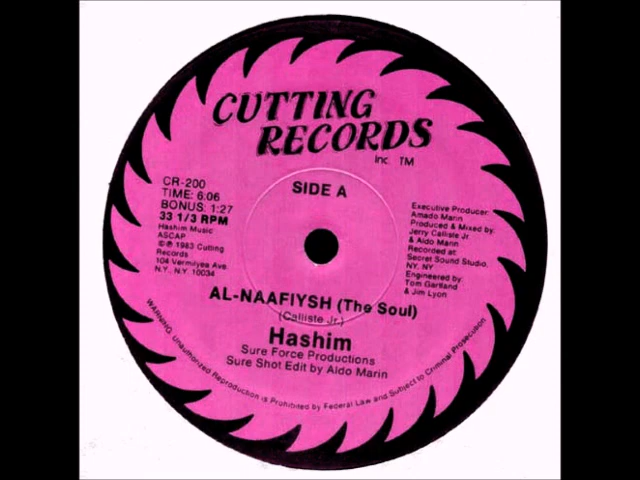 CUTTING
RECORDS
Inc. TM
SIDE A
CR-200
TIME: 6:06
BONUS: 1:27
33 1/3 RPM
Hashim Music
ASCAP
©℗ 1983 Cutting
Records
104 Vermilyea Ave.
N.Y. N.Y. 10034
Executive Producer:
Amado Marin
Produced & Mixed by:
Jerry Calliste Jr.
& Aldo Marin
Recorded at:
Secret Sound Studio,
NY, NY
Engineered by:
Tom Gartland
& Jim Lyon
AL-NAAFIYSH (The Soul)
(Calliste Jr.)
Hashim
Sure Force Productions
Sure Shot Edit by Aldo Marin
WARNING: Unauthorized Reproduction is Prohibited by Federal Law and Subject to Criminal Prosecution